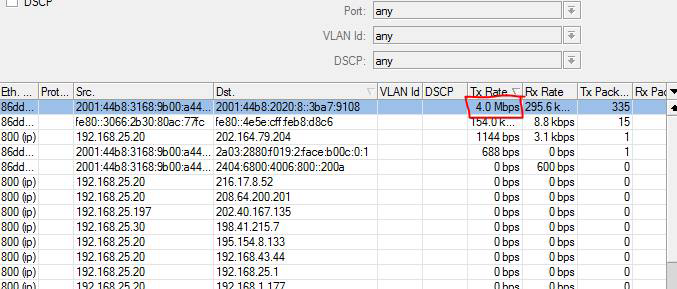 DSCP
Port: any
VLAN Id: any
DSCP: any
Eth. ... Prot... Src. Dst. VLAN Id DSCP Tx Rate Rx Rate Tx Pack... Rx Pac
86dd... 2001:44b8:3168:9b00:a44... 2001:44b8:2020:8::3ba7:9108 4.0 Mbps 295.6 k... 335
86dd... fe80::3066:2b30:80ac:77fc fe80::4e5e:cff:feb8:d8c6 154.0 k... 8.8 kbps 15
800 (ip) 192.168.25.20 202.164.79.204 1144 bps 3.1 kbps 1
86dd... 2001:44b8:3168:9b00:a44... 2a03:2880:f019:2:face:b00c:0:1 688 bps 0 bps 1
86dd... 2001:44b8:3168:9b00:a44... 2404:6800:4006:800::200a 0 bps 600 bps 0
800 (ip) 192.168.25.20 216.17.8.52 0 bps 0 bps 0
800 (ip) 192.168.25.20 208.64.200.201 0 bps 0 bps 0
800 (ip) 192.168.25.197 202.40.167.135 0 bps 0 bps 0
800 (ip) 192.168.25.30 198.41.215.7 0 bps 0 bps 0
800 (ip) 192.168.25.20 195.154.8.133 0 bps 0 bps 0
800 (ip) 192.168.25.20 192.168.43.44 0 bps 0 bps 0
800 (ip) 192.168.25.20 192.168.25.1 0 bps 0 bps 0
800 (ip) 192.168.25.20 192.168.1.177 0 bps 0 bps 0